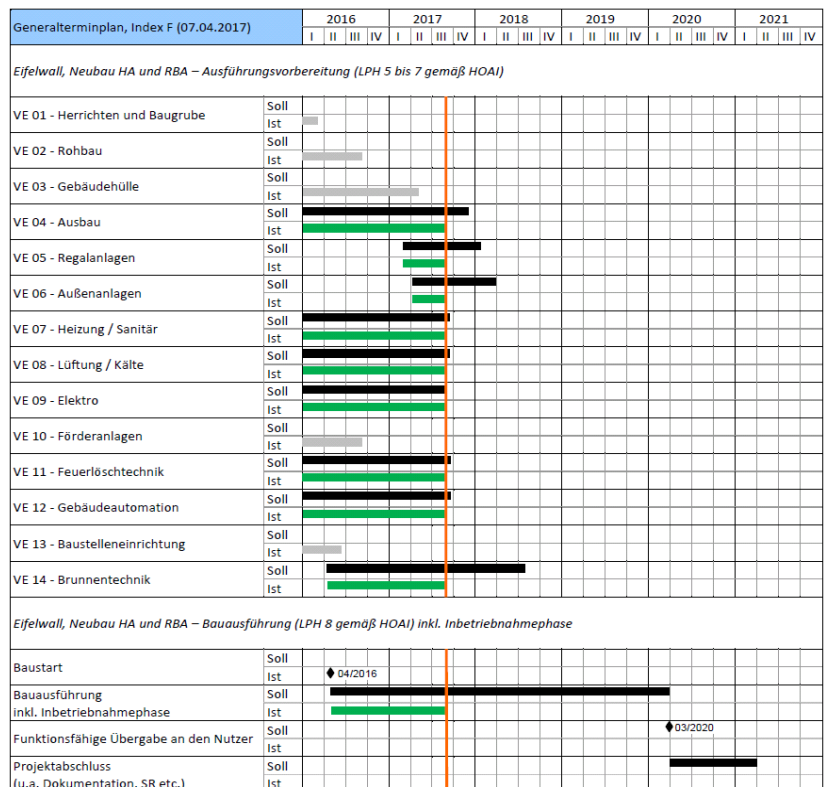 Generalterminplan, Index F (07.04.2017)
2016 2017 2018 2019 2020 2021
I II III IV I II III IV I II III IV I II III IV I II III IV I II III IV
Eifelwall, Neubau HA und RBA – Ausführungsvorbereitung (LPH 5 bis 7 gemäß HOAI)
VE 01 - Herrichten und Baugrube
Soll
Ist
VE 02 - Rohbau
Soll
Ist
VE 03 - Gebäudehülle
Soll
Ist
VE 04 - Ausbau
Soll
Ist
VE 05 - Regalanlagen
Soll
Ist
VE 06 - Außenanlagen
Soll
Ist
VE 07 - Heizung / Sanitär
Soll
Ist
VE 08 - Lüftung / Kälte
Soll
Ist
VE 09 - Elektro
Soll
Ist
VE 10 - Förderanlagen
Soll
Ist
VE 11 - Feuerlöschtechnik
Soll
Ist
VE 12 - Gebäudeautomation
Soll
Ist
VE 13 - Baustelleneinrichtung
Soll
Ist
VE 14 - Brunnentechnik
Soll
Ist
Eifelwall, Neubau HA und RBA – Bauausführung (LPH 8 gemäß HOAI) inkl. Inbetriebnahmephase
Baustart
Soll
Ist
04/2016
Bauausführung
inkl. Inbetriebnahmephase
Soll
Ist
Funktionsfähige Übergabe an den Nutzer
Soll
03/2020
Ist
Projektabschluss
(u.a. Dokumentation, SR etc.)
Soll
Ist